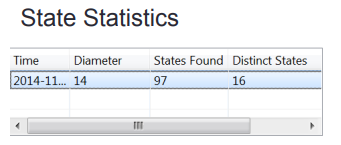 State Statistics
Time Diameter States Found Distinct States
2014-11... 14 97 16